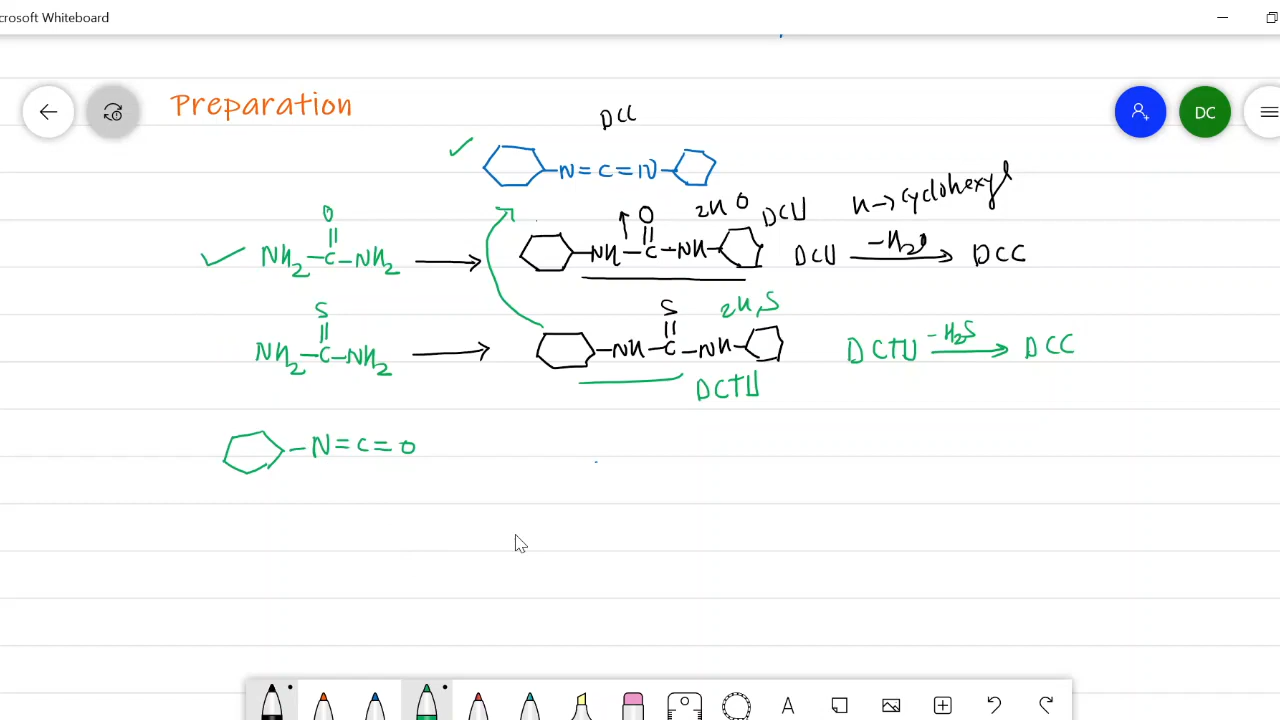 crosoft Whiteboard
Preparation
DC
DCC
N=C=N
O
NH2-C-NH2
O
NH-C-NH
2H O
DCU
H→cyclohexyl
DCU -H2O DCC
S
NH2-C-NH2
S
NH-C-NH
2H,S
DCTU
DCTU -H2S DCC
-N=C=O
A